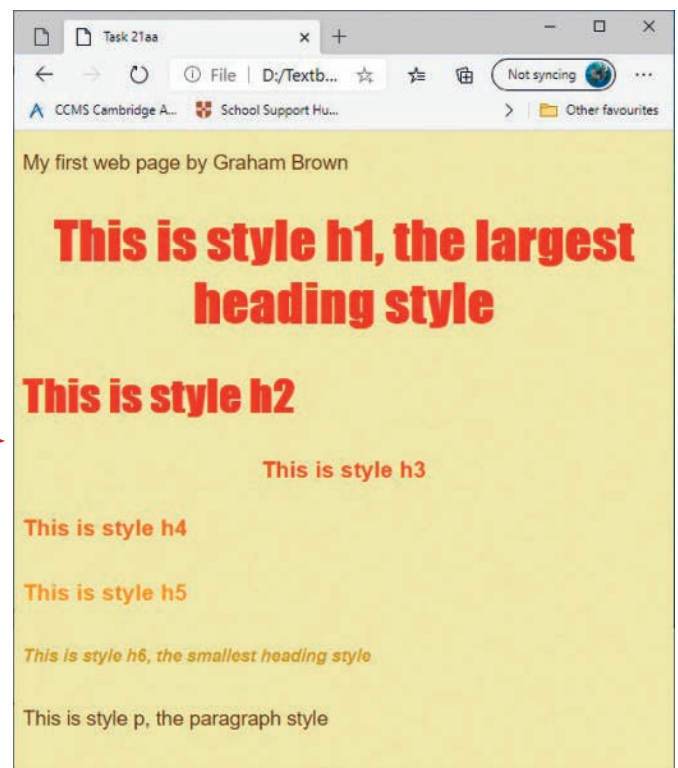 Task 21aa
File D:/Textb... Not syncing
CCMS Cambridge A... School Support Hu... Other favourites
My first web page by Graham Brown
This is style h1, the largest
heading style
This is style h2
This is style h3
This is style h4
This is style h5
This is style h6, the smallest heading style
This is style p, the paragraph style